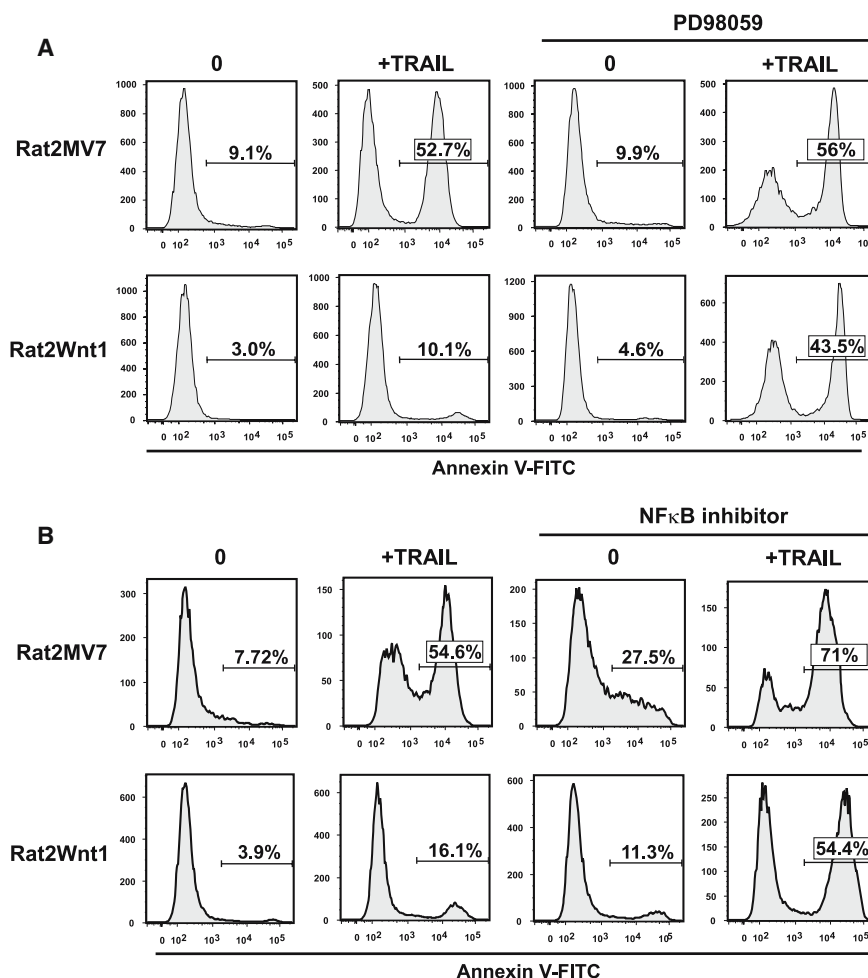 PD98059
A
0 +TRAIL 0 +TRAIL
Rat2MV7
1000 800 600 400 200 0
9.1%
0 10² 10³ 10⁴ 10⁵
500 400 300 200 100 0
52.7%
0 10² 10³ 10⁴ 10⁵
1000 800 600 400 200 0
9.9%
0 10² 10³ 10⁴ 10⁵
500 400 300 200 100 0
56%
0 10² 10³ 10⁴ 10⁵
Rat2Wnt1
1000 800 600 400 200 0
3.0%
0 10² 10³ 10⁴ 10⁵
1000 800 600 400 200 0
10.1%
0 10² 10³ 10⁴ 10⁵
1200 900 600 300 0
4.6%
0 10² 10³ 10⁴ 10⁵
600 400 200 0
43.5%
0 10² 10³ 10⁴ 10⁵
Annexin V-FITC
NFκB inhibitor
B
0 +TRAIL 0 +TRAIL
Rat2MV7
300 200 100 0
7.72%
0 10² 10³ 10⁴ 10⁵
150 100 50 0
54.6%
0 10² 10³ 10⁴ 10⁵
200 150 100 50 0
27.5%
0 10² 10³ 10⁴ 10⁵
150 100 50 0
71%
0 10² 10³ 10⁴ 10⁵
Rat2Wnt1
600 400 200 0
3.9%
0 10² 10³ 10⁴ 10⁵
600 400 200 0
16.1%
0 10² 10³ 10⁴ 10⁵
600 400 200 0
11.3%
0 10² 10³ 10⁴ 10⁵
250 200 150 100 50 0
54.4%
0 10² 10³ 10⁴ 10⁵
Annexin V-FITC